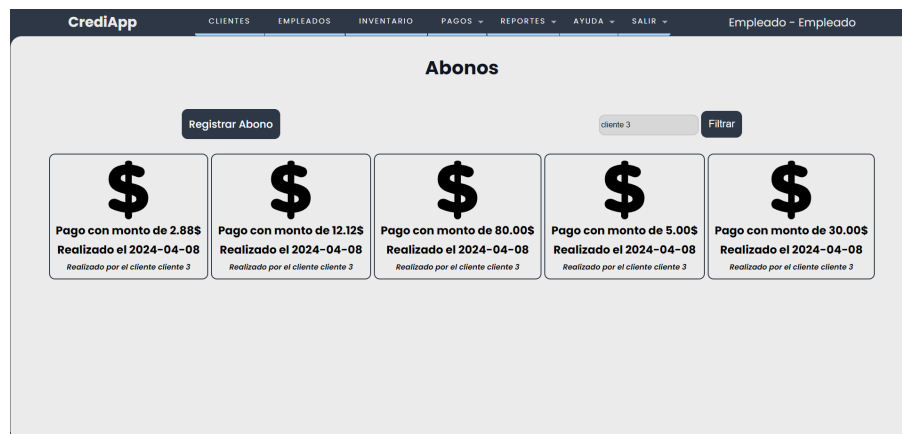 CrediApp CLIENTES EMPLEADOS INVENTARIO PAGOS REPORTES AYUDA SALIR Empleado - Empleado
Abonos
Registrar Abono cliente 3 Filtrar
$ $ $ $ $
Pago con monto de 2.88$ Pago con monto de 12.12$ Pago con monto de 80.00$ Pago con monto de 5.00$ Pago con monto de 30.00$
Realizado el 2024-04-08 Realizado el 2024-04-08 Realizado el 2024-04-08 Realizado el 2024-04-08 Realizado el 2024-04-08
Realizado por el cliente cliente 3 Realizado por el cliente cliente 3 Realizado por el cliente cliente 3 Realizado por el cliente cliente 3 Realizado por el cliente cliente 3